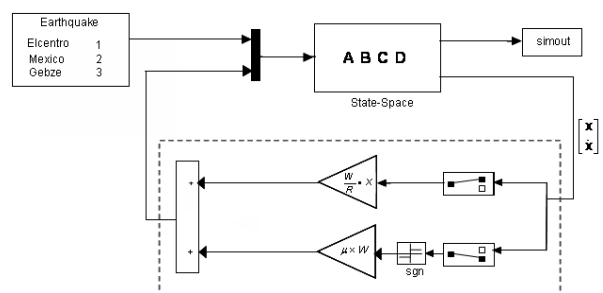 Earthquake
Elcentro 1
Mexico 2
Gebze 3
A B C D
State-Space
simout
x
ẋ
+
W/R • x
+
μ × W
sgn